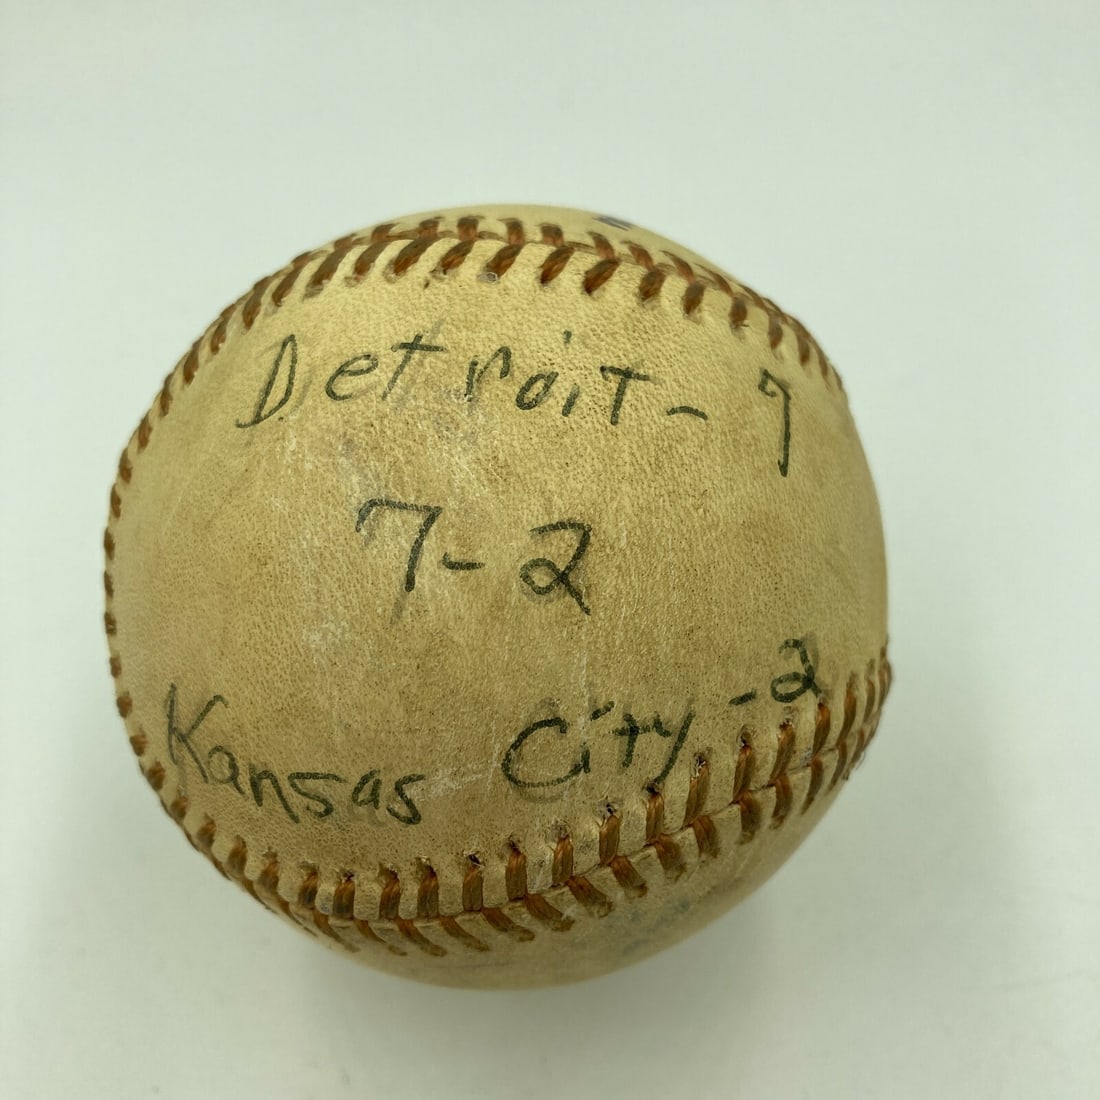 Detroit - 7
7-2
Kansas City -2